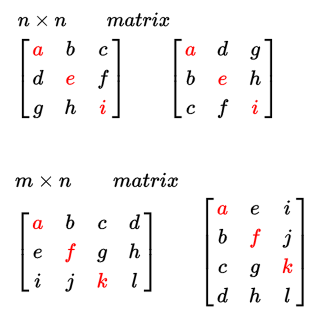 n × n matrix
a b c a d g
d e f b e h
g h i c f i
m × n matrix
a b c d
e f g h
i j k l
a e i
b f j
c g k
d h l